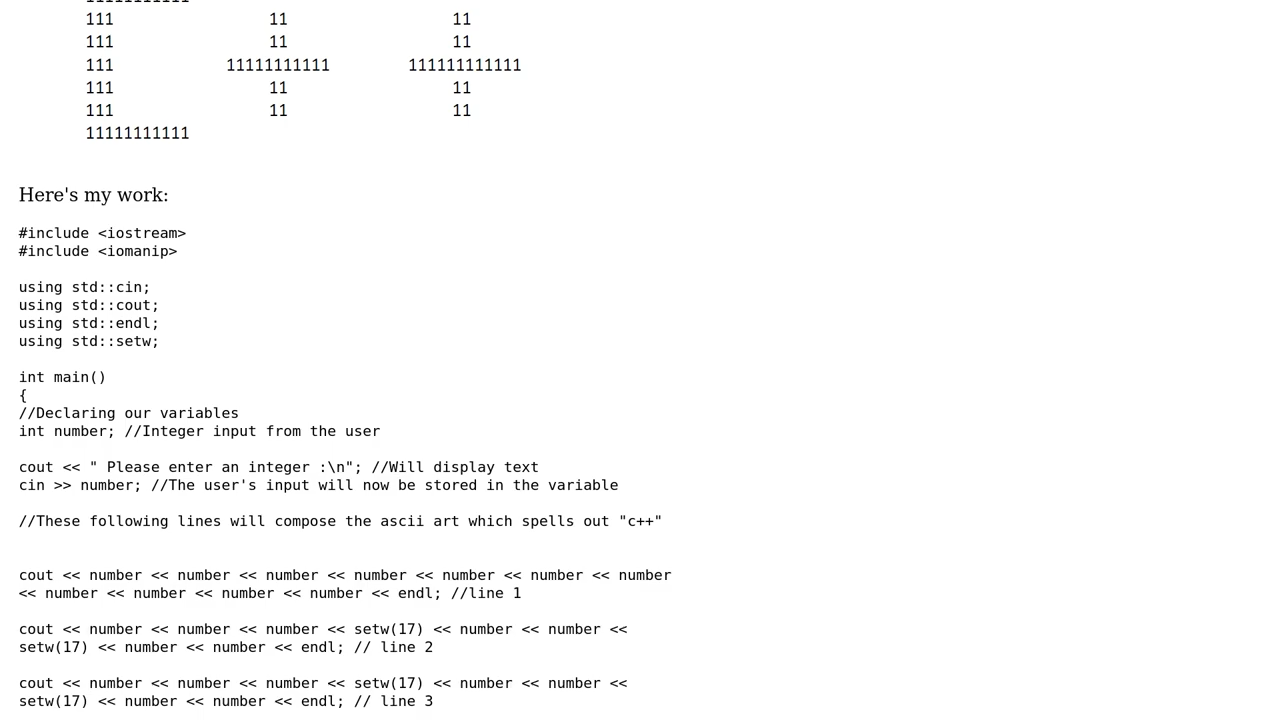 11111111111
111 11 11
111 11 11
111 11111111111 111111111111
111 11 11
111 11 11
11111111111
Here's my work:
#include <iostream>
#include <iomanip>
using std::cin;
using std::cout;
using std::endl;
using std::setw;
int main()
{
//Declaring our variables
int number; //Integer input from the user
cout << " Please enter an integer :\n"; //Will display text
cin >> number; //The user's input will now be stored in the variable
//These following lines will compose the ascii art which spells out "c++"
cout << number << number << number << number << number << number << number
<< number << number << number << number << endl; //line 1
cout << number << number << number << setw(17) << number << number <<
setw(17) << number << number << endl; // line 2
cout << number << number << number << setw(17) << number << number <<
setw(17) << number << number << endl; // line 3